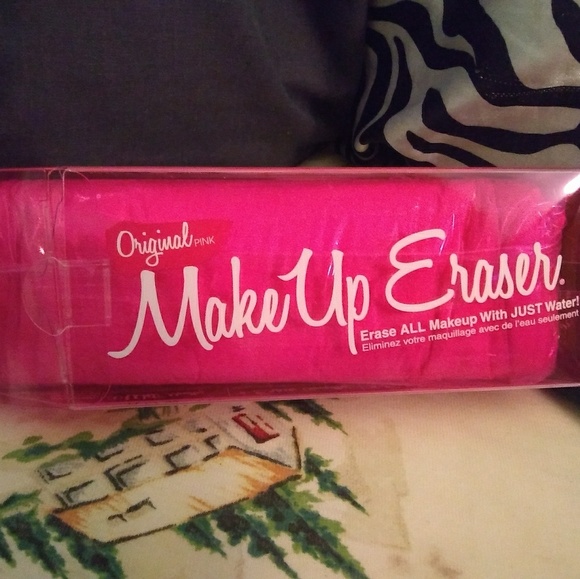 Original PINK
MakeUp Eraser.
Erase ALL Makeup With JUST Water!
Eliminez votre maquillage avec de l'eau seulement